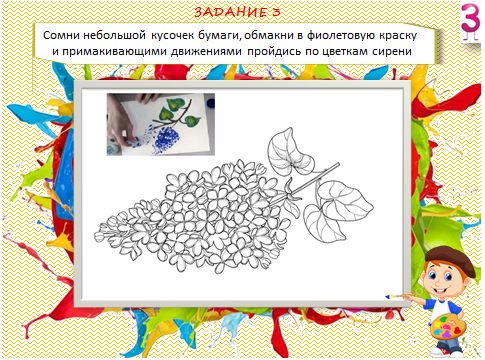 ЗАДАНИЕ 3
3
Сомни небольшой кусочек бумаги, обмакни в фиолетовую краску
и примакивающими движениями пройдись по цветкам сирени